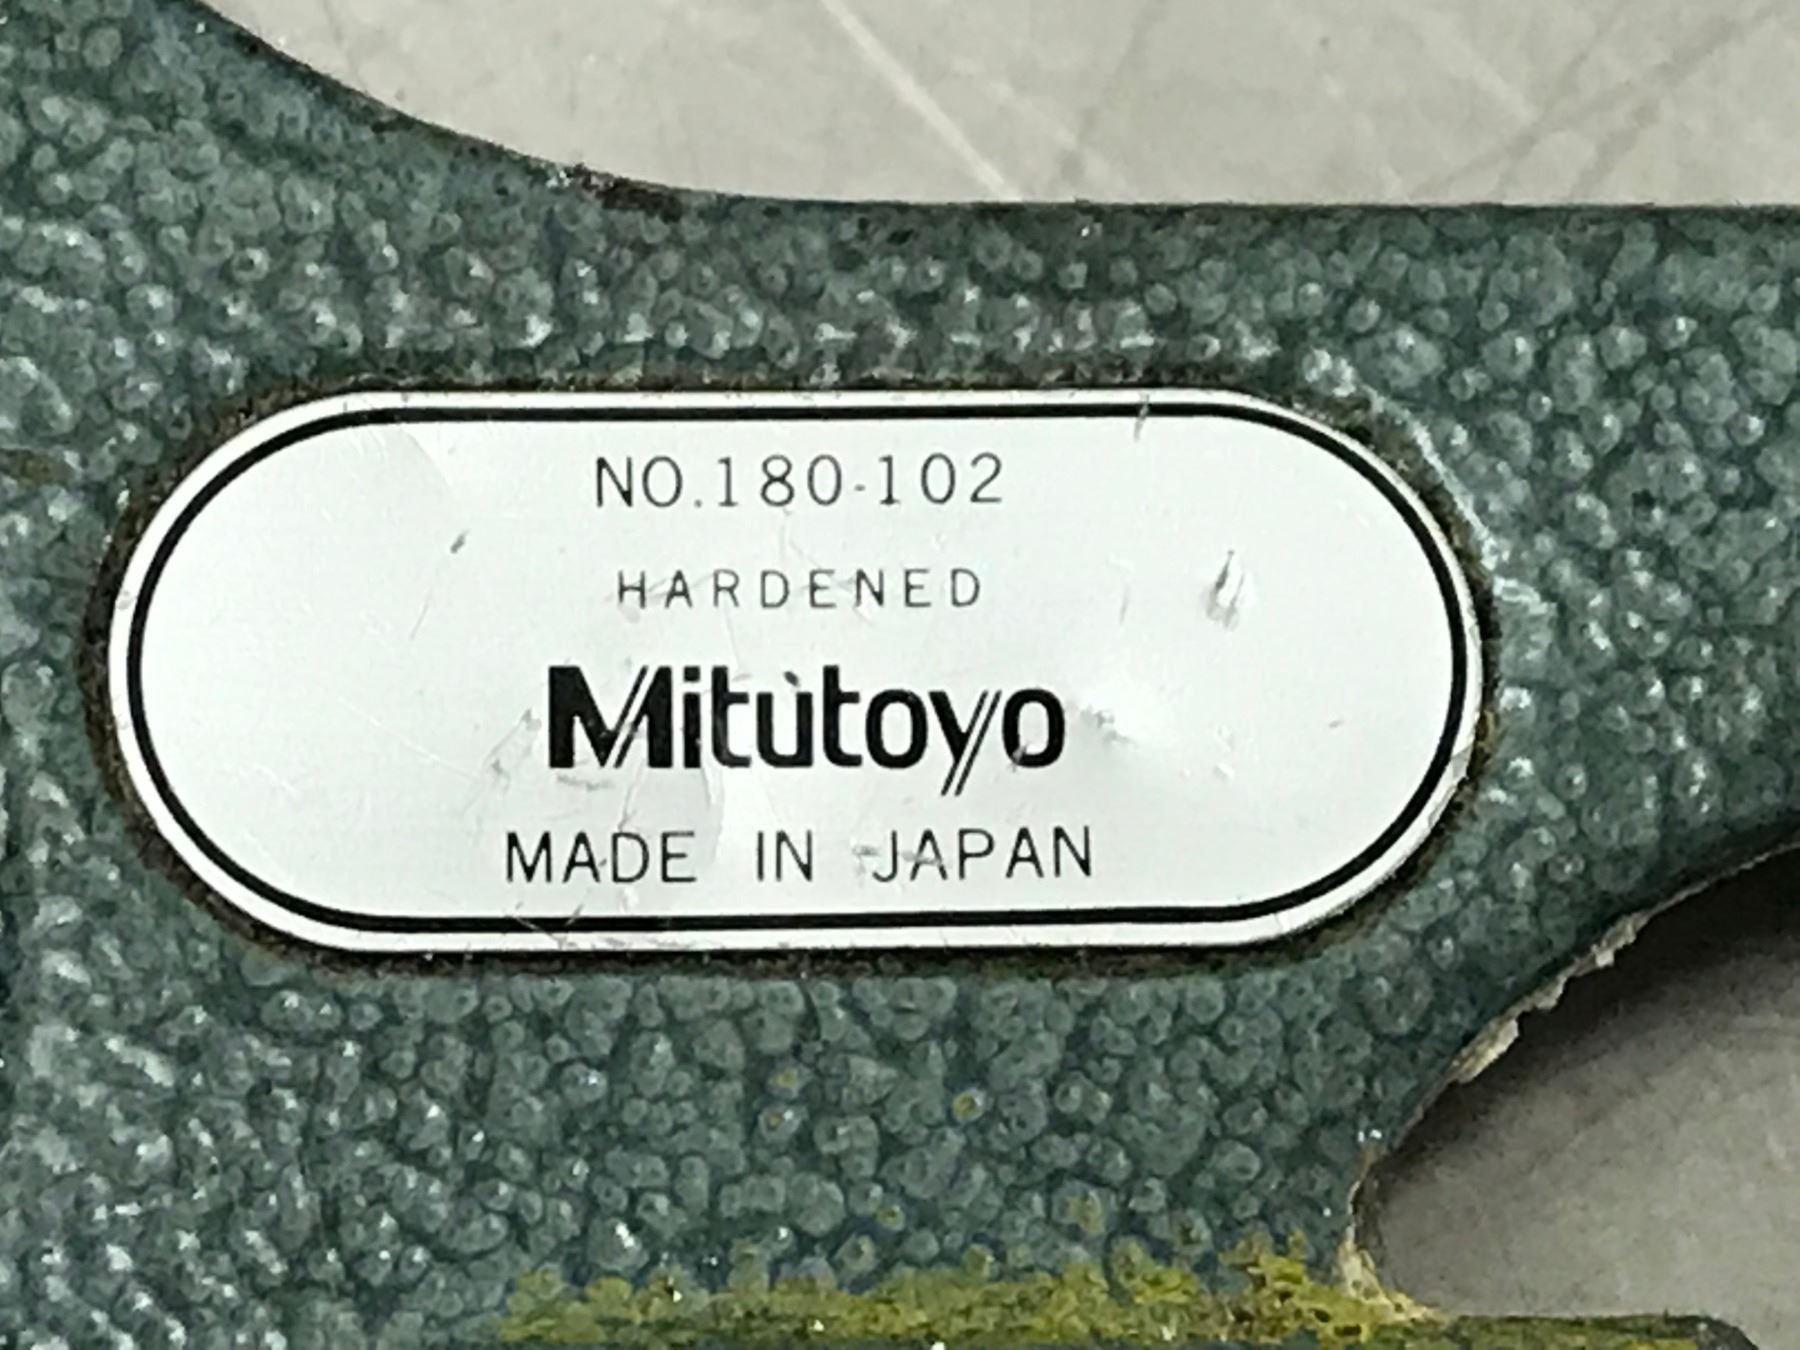 NO.180-102
HARDENED
Mitutoyo
MADE IN JAPAN